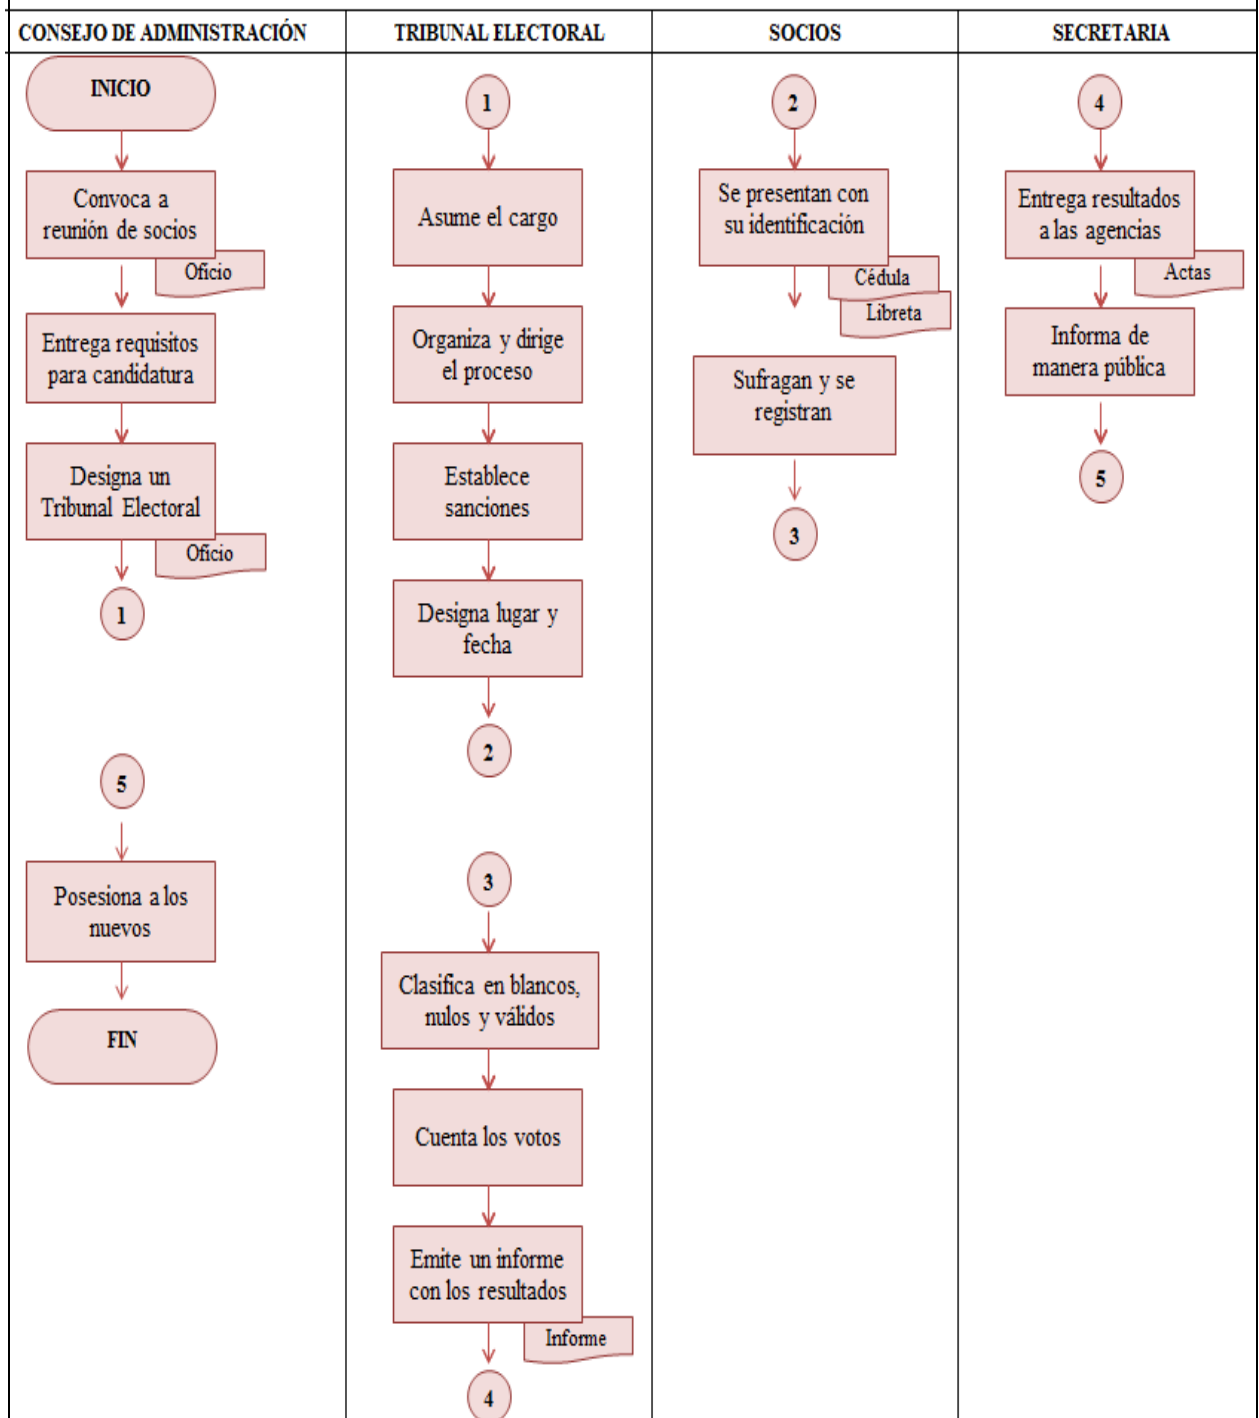 CONSEJO DE ADMINISTRACIÓN
TRIBUNAL ELECTORAL
SOCIOS
SECRETARIA
INICIO
Convoca a
reunión de socios
Oficio
Entrega requisitos
para candidatura
Designa un
Tribunal Electoral
Oficio
1
5
Posesiona a los
nuevos
FIN
1
Asume el cargo
Organiza y dirige
el proceso
Establece
sanciones
Designa lugar y
fecha
2
3
Clasifica en blancos,
nulos y válidos
Cuenta los votos
Emite un informe
con los resultados
Informe
4
2
Se presentan con
su identificación
Cédula
Libreta
Sufragan y se
registran
3
4
Entrega resultados
a las agencias
Actas
Informa de
manera pública
5